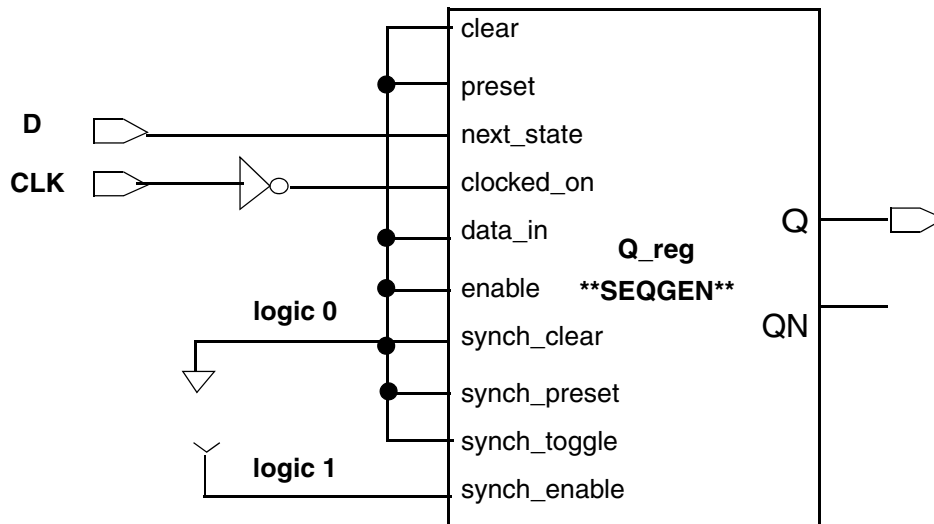 clear
preset
D
next_state
CLK
clocked_on
data_in
Q
Q_reg
enable
**SEQGEN**
logic 0
QN
synch_clear
synch_preset
synch_toggle
logic 1
synch_enable